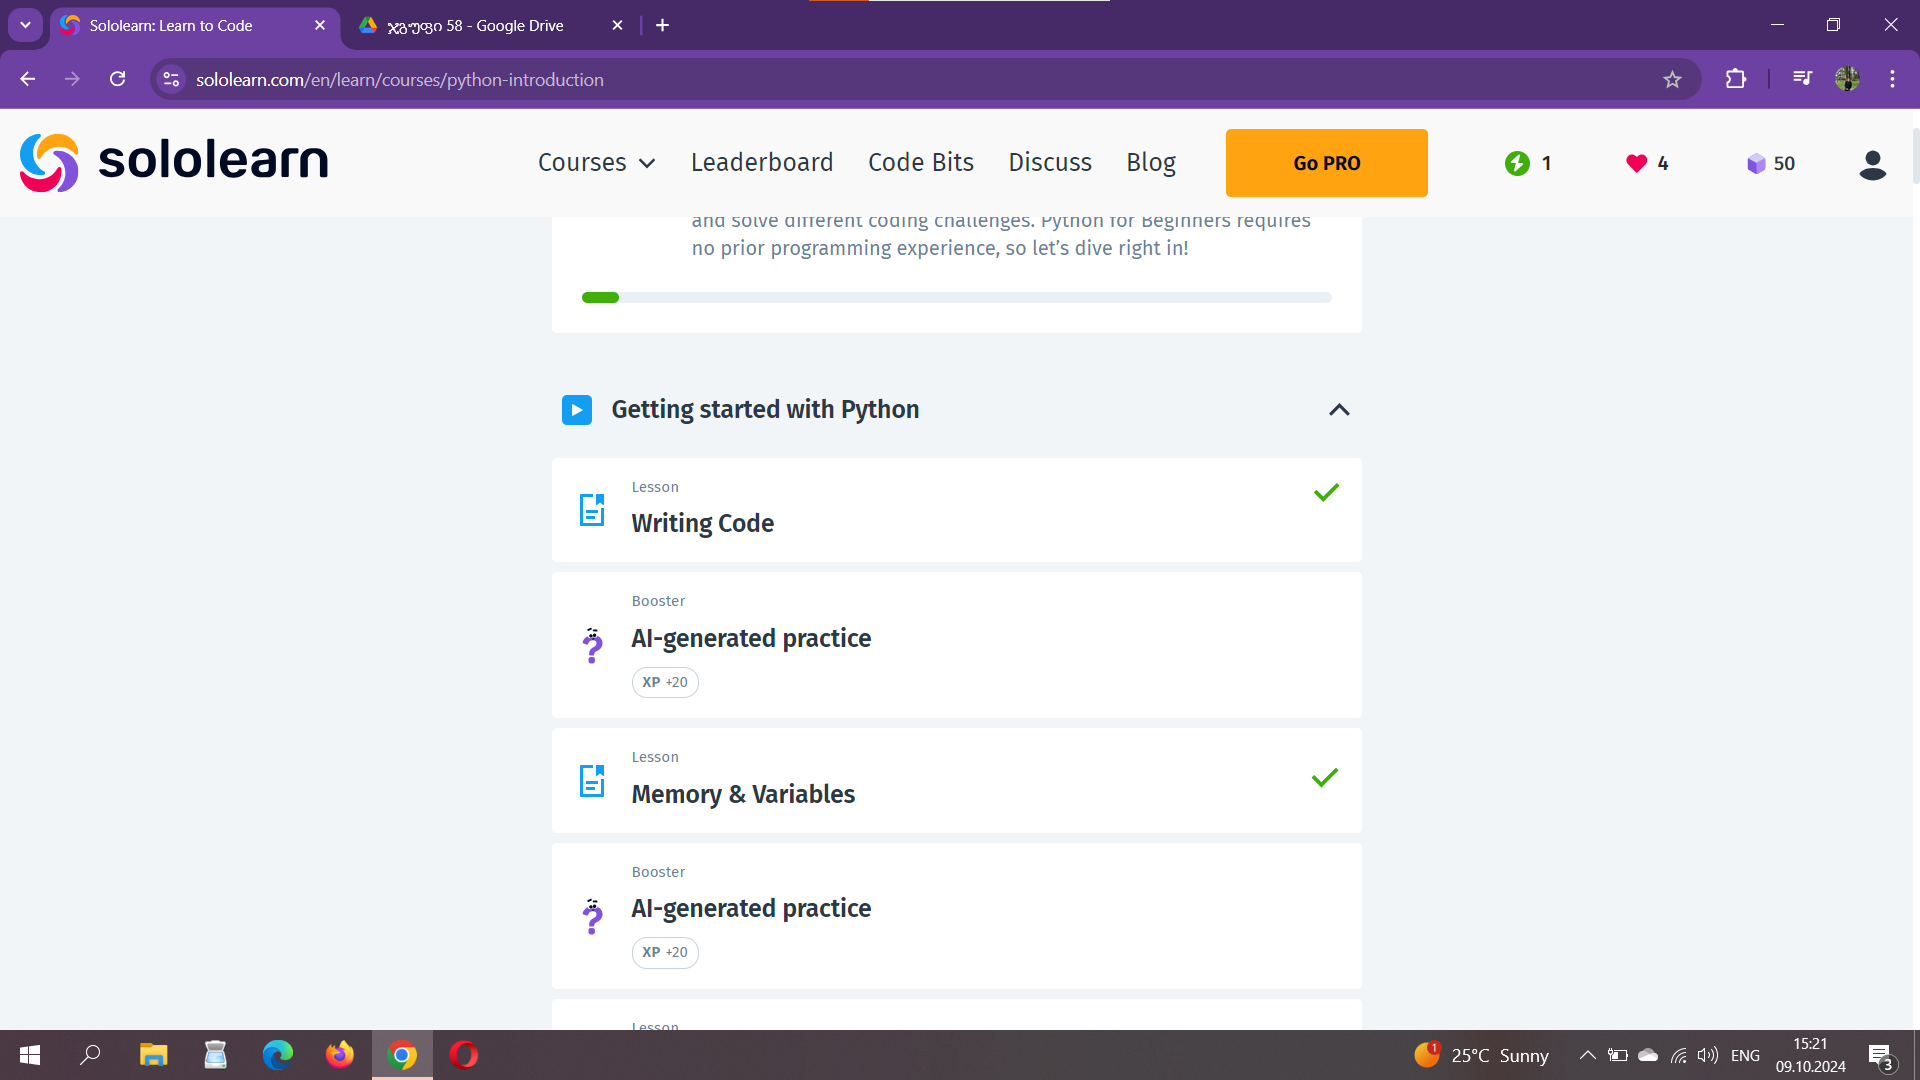 Sololearn: Learn to Code
ჯგუფი 58 - Google Drive
sololearn.com/en/learn/courses/python-introduction
sololearn
Courses
Leaderboard
Code Bits
Discuss
Blog
Go PRO
1
4
50
and solve different coding challenges. Python for Beginners requires
no prior programming experience, so let’s dive right in!
Getting started with Python
Lesson
Writing Code
Booster
AI-generated practice
XP +20
Lesson
Memory & Variables
Booster
AI-generated practice
XP +20
Lesson
1
25°C Sunny
ENG
15:21
09.10.2024
3